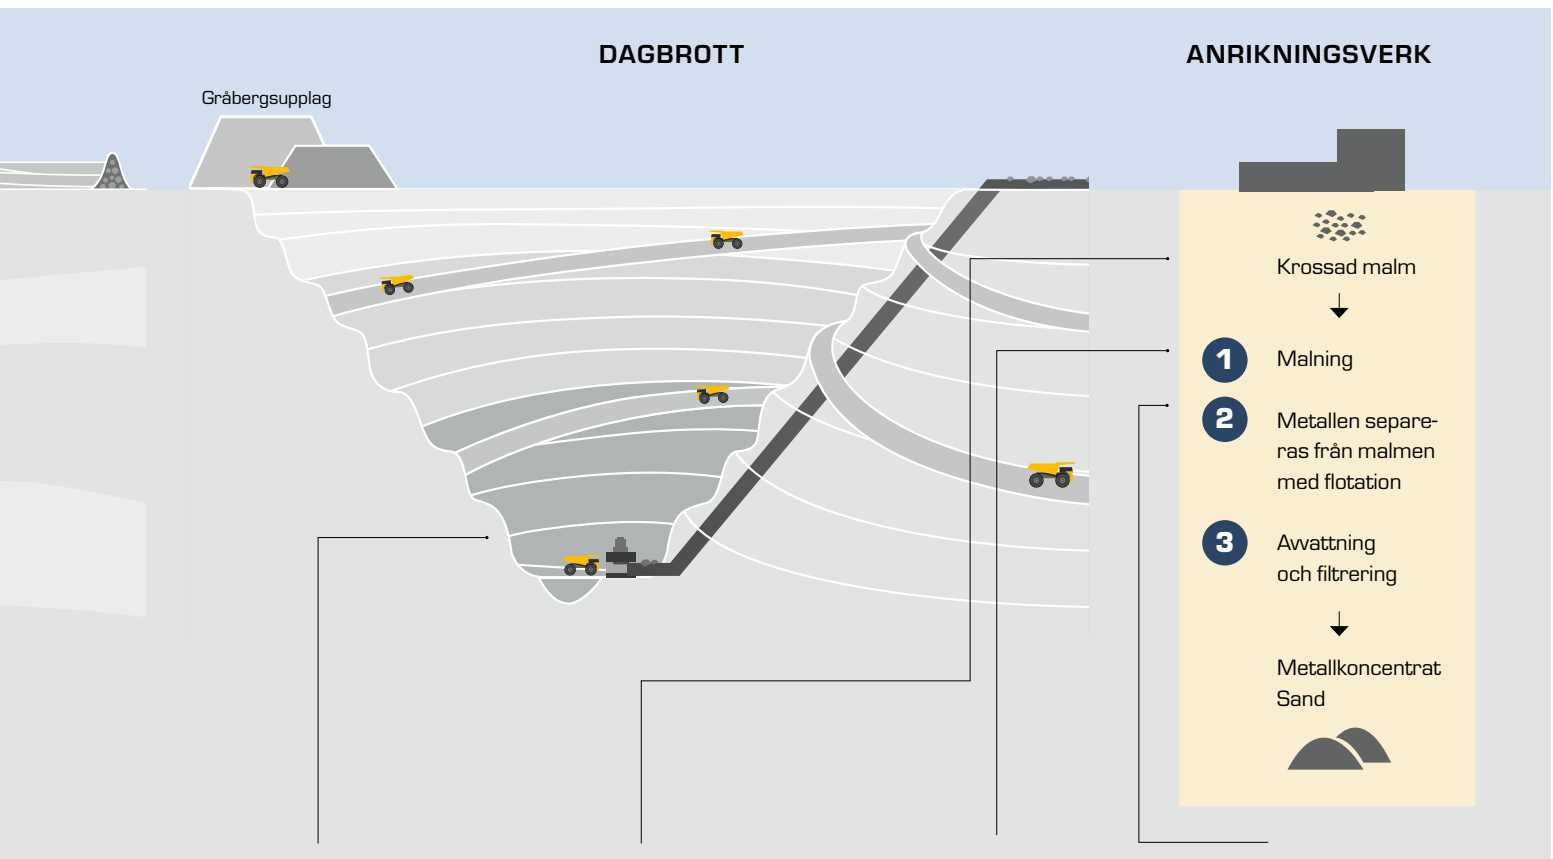 DAGBROTT
ANRIKNINGSVERK
Gråbergsupplag
Krossad malm
1 Malning
2 Metallen separe-
ras från malmen
med flotation
3 Avvattning
och filtrering
Metallkoncentrat
Sand